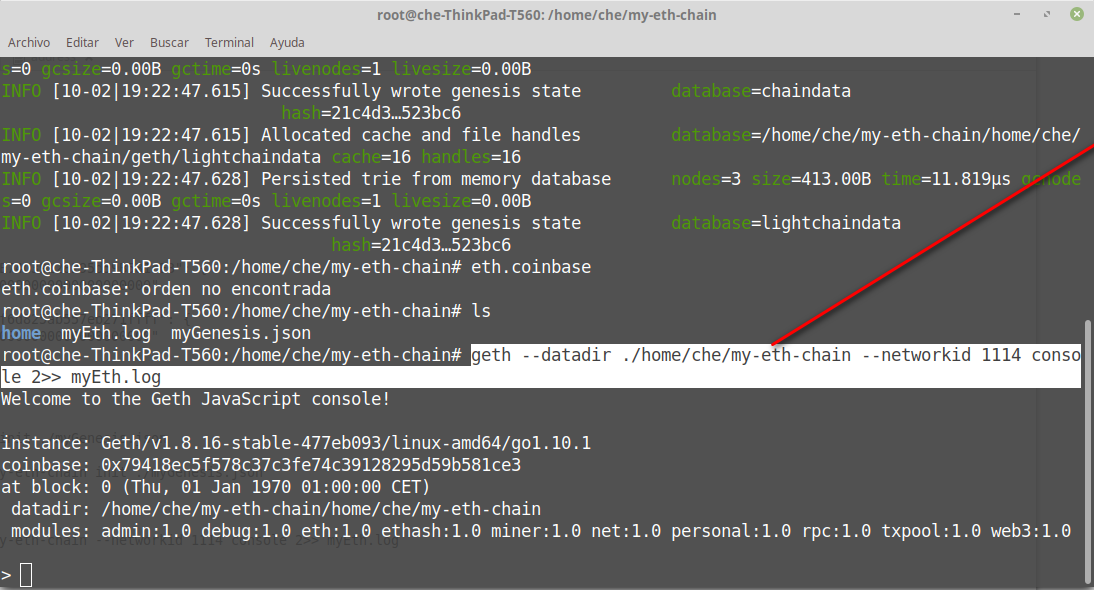 root@che-ThinkPad-T560: /home/che/my-eth-chain
Archivo Editar Ver Buscar Terminal Ayuda
s=0 gcsize=0.00B gctime=0s livenodes=1 livesize=0.00B
INFO [10-02|19:22:47.615] Successfully wrote genesis state database=chaindata
hash=21c4d3…523bc6
INFO [10-02|19:22:47.615] Allocated cache and file handles database=/home/che/
my-eth-chain/geth/lightchaindata cache=16 handles=16
INFO [10-02|19:22:47.628] Persisted trie from memory database nodes=3 size=413.00B time=11.819µs gcnode
s=0 gcsize=0.00B gctime=0s livenodes=1 livesize=0.00B
INFO [10-02|19:22:47.628] Successfully wrote genesis state database=lightchaindata
hash=21c4d3…523bc6
root@che-ThinkPad-T560:/home/che/my-eth-chain# eth.coinbase
eth.coinbase: orden no encontrada
root@che-ThinkPad-T560:/home/che/my-eth-chain# ls
home myEth.log myGenesis.json
root@che-ThinkPad-T560:/home/che/my-eth-chain# geth --datadir ./home/che/my-eth-chain --networkid 1114 conso
le 2>> myEth.log
Welcome to the Geth JavaScript console!
instance: Geth/v1.8.16-stable-477eb093/linux-amd64/go1.10.1
coinbase: 0x79418ec5f578c37c3fe74c39128295d59b581ce3
at block: 0 (Thu, 01 Jan 1970 01:00:00 CET)
datadir: /home/che/my-eth-chain/home/che/my-eth-chain
modules: admin:1.0 debug:1.0 eth:1.0 ethash:1.0 miner:1.0 net:1.0 personal:1.0 rpc:1.0 txpool:1.0 web3:1.0
y-eth-chain --networkid 1114 console 2>> myEth.log
>